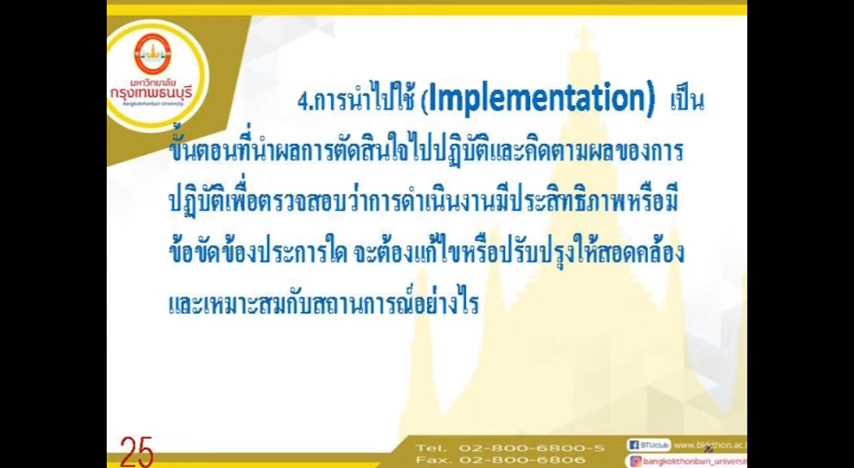 มหาวิทยาลัย
กรุงเทพธนบุรี
Bangkokthonburi University
4.การนำไปใช้ (Implementation) เป็น
ขั้นตอนที่นำผลการตัดสินใจไปปฏิบัติและติดตามผลของการ
ปฏิบัติเพื่อตรวจสอบว่าการดำเนินงานมีประสิทธิภาพหรือมี
ข้อขัดข้องประการใด จะต้องแก้ไขหรือปรับปรุงให้สอดคล้อง
และเหมาะสมกับสถานการณ์อย่างไร
25
Tel. 02-800-6800-5
Fax. 02-800-6806
BTUclub
bangkokthonburi_universit